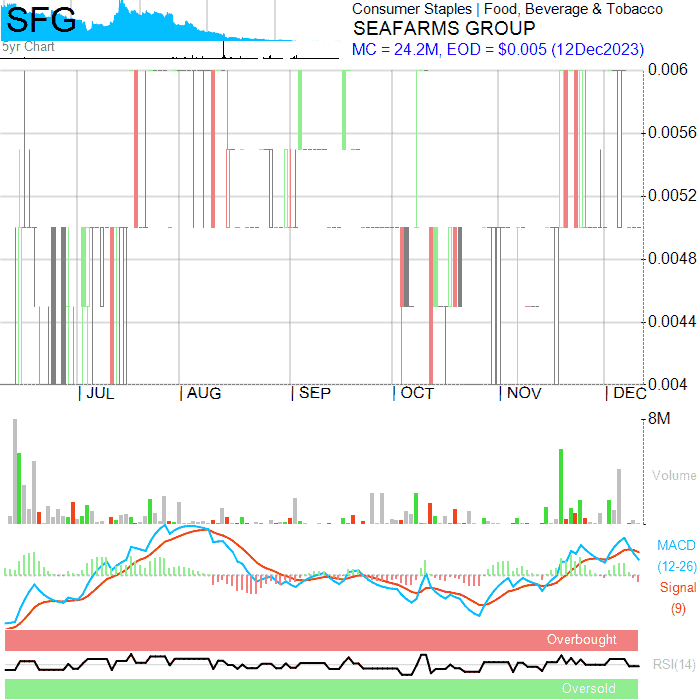 SFG
5yr Chart
Consumer Staples | Food, Beverage & Tobacco
SEAFARMS GROUP
MC = 24.2M, EOD = $0.005 (12Dec2023)
0.006
0.0056
0.0052
0.0048
0.0044
0.004
| JUL | AUG | SEP | OCT | NOV | DEC
8M
Volume
MACD
(12-26)
Signal
(9)
Overbought
RSI(14)
Oversold